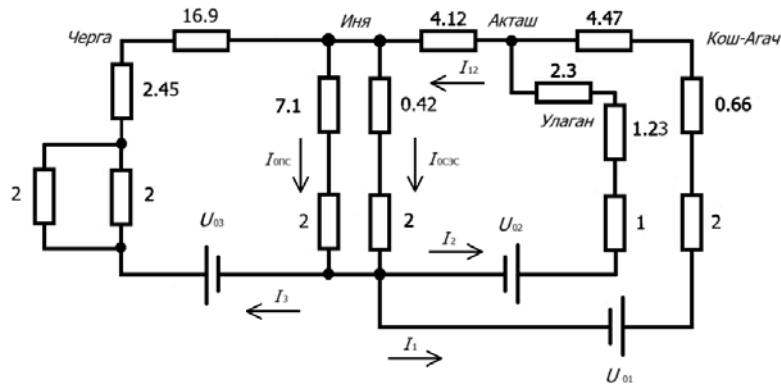 16.9
Иня
4.12
Акташ
4.47
Черга
Кош-Агач
I₁₂
2.3
2.45
7.1
0.42
0.66
Улаган
1.23
I₀ПС
I₀СЭС
2
2
U₀₃
2
2
I₂
U₀₂
1
2
I₃
I₁
U₀₁